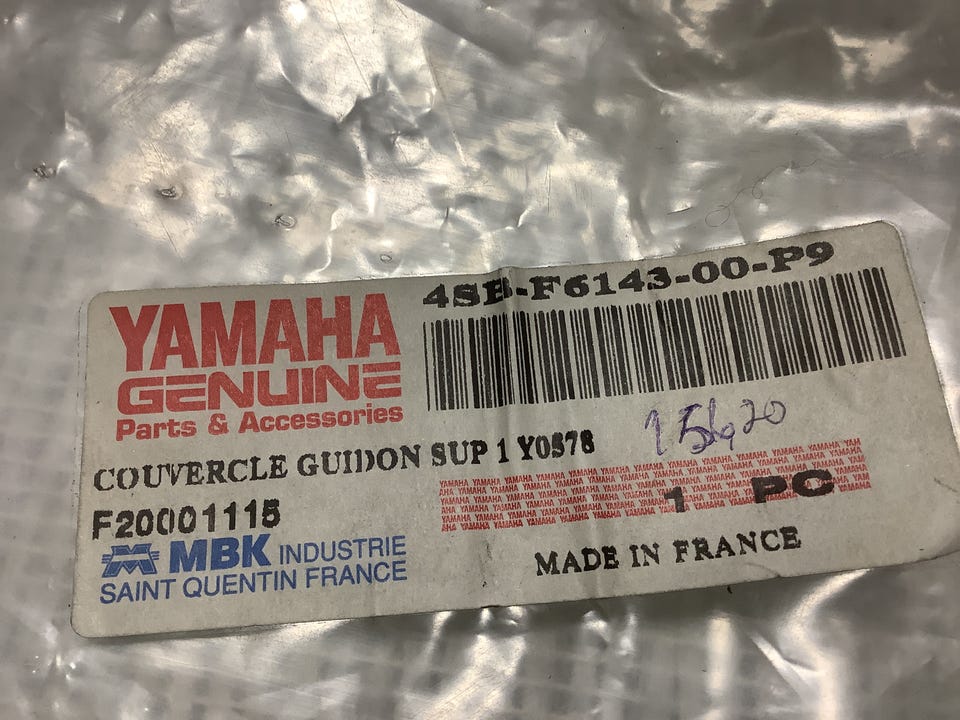 4SB-F6143-00-P9
YAMAHA
GENUINE
Parts & Accessories
COUVERCLE GUIDON SUP 1 Y0578
F20001115
1 PC
MBK INDUSTRIE
SAINT QUENTIN FRANCE
MADE IN FRANCE